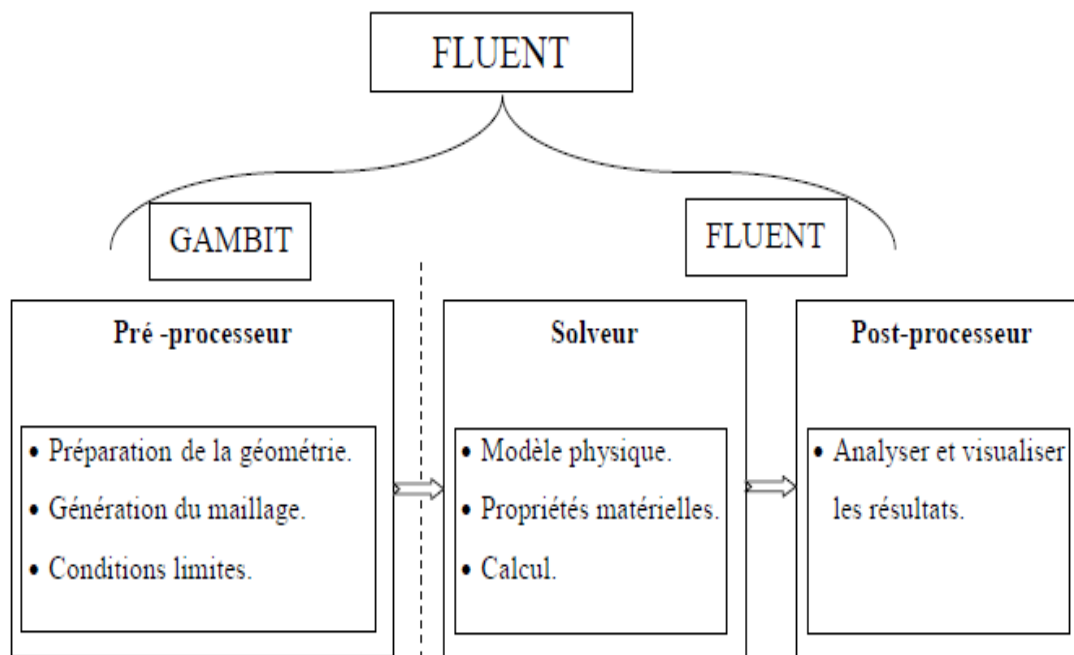 FLUENT
GAMBIT
FLUENT
Pré -processeur
• Préparation de la géométrie.
• Génération du maillage.
• Conditions limites.
Solveur
• Modèle physique.
• Propriétés matérielles.
• Calcul.
Post-processeur
• Analyser et visualiser
les résultats.